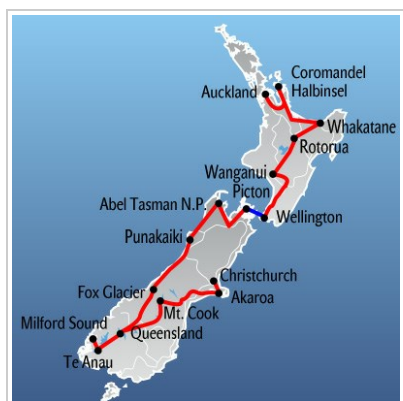 Coromandel
Halbinsel
Auckland
Whakatane
Rotorua
Wanganui
Picton
Abel Tasman N.P.
Wellington
Punakaiki
Christchurch
Fox Glacier
Akaroa
Mt. Cook
Milford Sound
Queensland
Te Anau